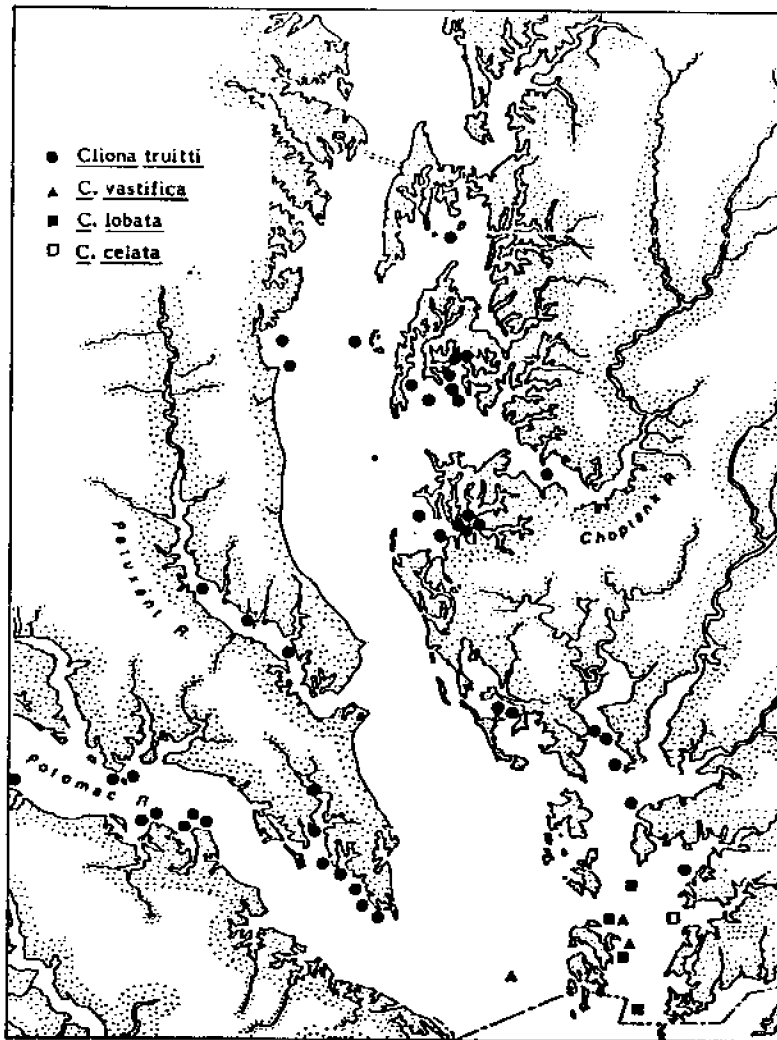 Cliona truitti
C. vastifica
C. lobata
C. celata
Choptank R
Patuxent R.
Potomac R